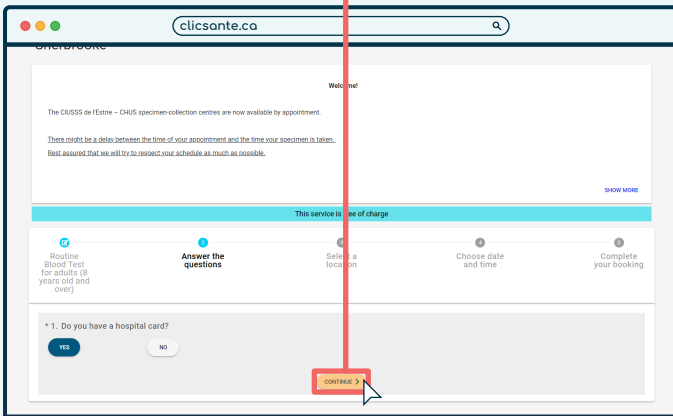 clicsante.ca
Sherbrooke
Welcome!
The CIUSSS de l'Estrie – CHUS specimen-collection centres are now available by appointment.
There might be a delay between the time of your appointment and the time your specimen is taken.
Rest assured that we will try to respect your schedule as much as possible.
SHOW MORE
This service is free of charge
2
3
4
5
Routine
Blood Test
for adults (8
years old and
over)
Answer the
questions
Select a
location
Choose date
and time
Complete
your booking
* 1. Do you have a hospital card?
YES
NO
CONTINUE >